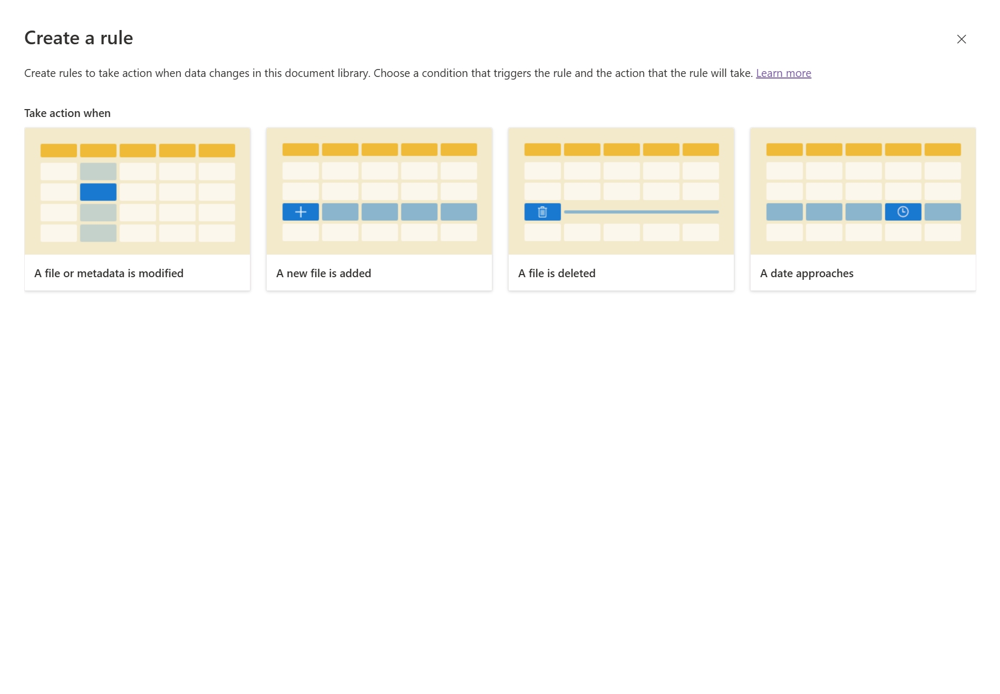 Create a rule
Create rules to take action when data changes in this document library. Choose a condition that triggers the rule and the action that the rule will take. Learn more
Take action when
A file or metadata is modified
A new file is added
A file is deleted
A date approaches